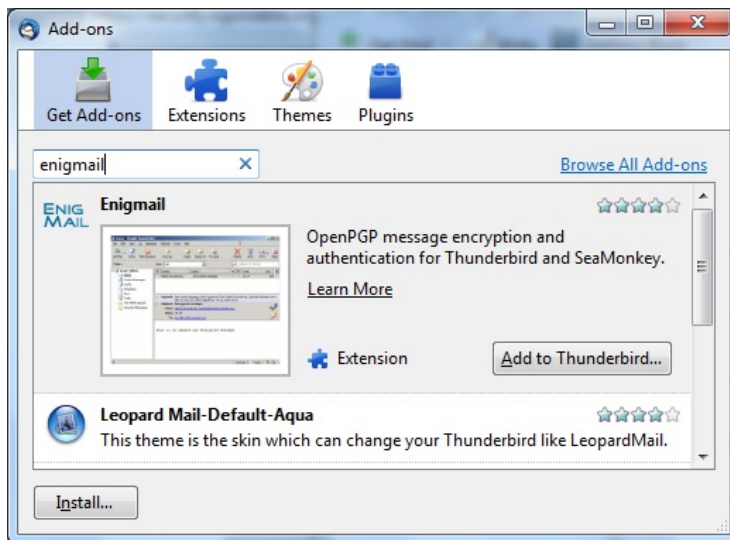 Add-ons
Get Add-ons Extensions Themes Plugins
enigmail Browse All Add-ons
ENIG
MAIL
Enigmail
OpenPGP message encryption and
authentication for Thunderbird and SeaMonkey.
Learn More
Extension Add to Thunderbird...
Leopard Mail-Default-Aqua
This theme is the skin which can change your Thunderbird like LeopardMail.
Install...